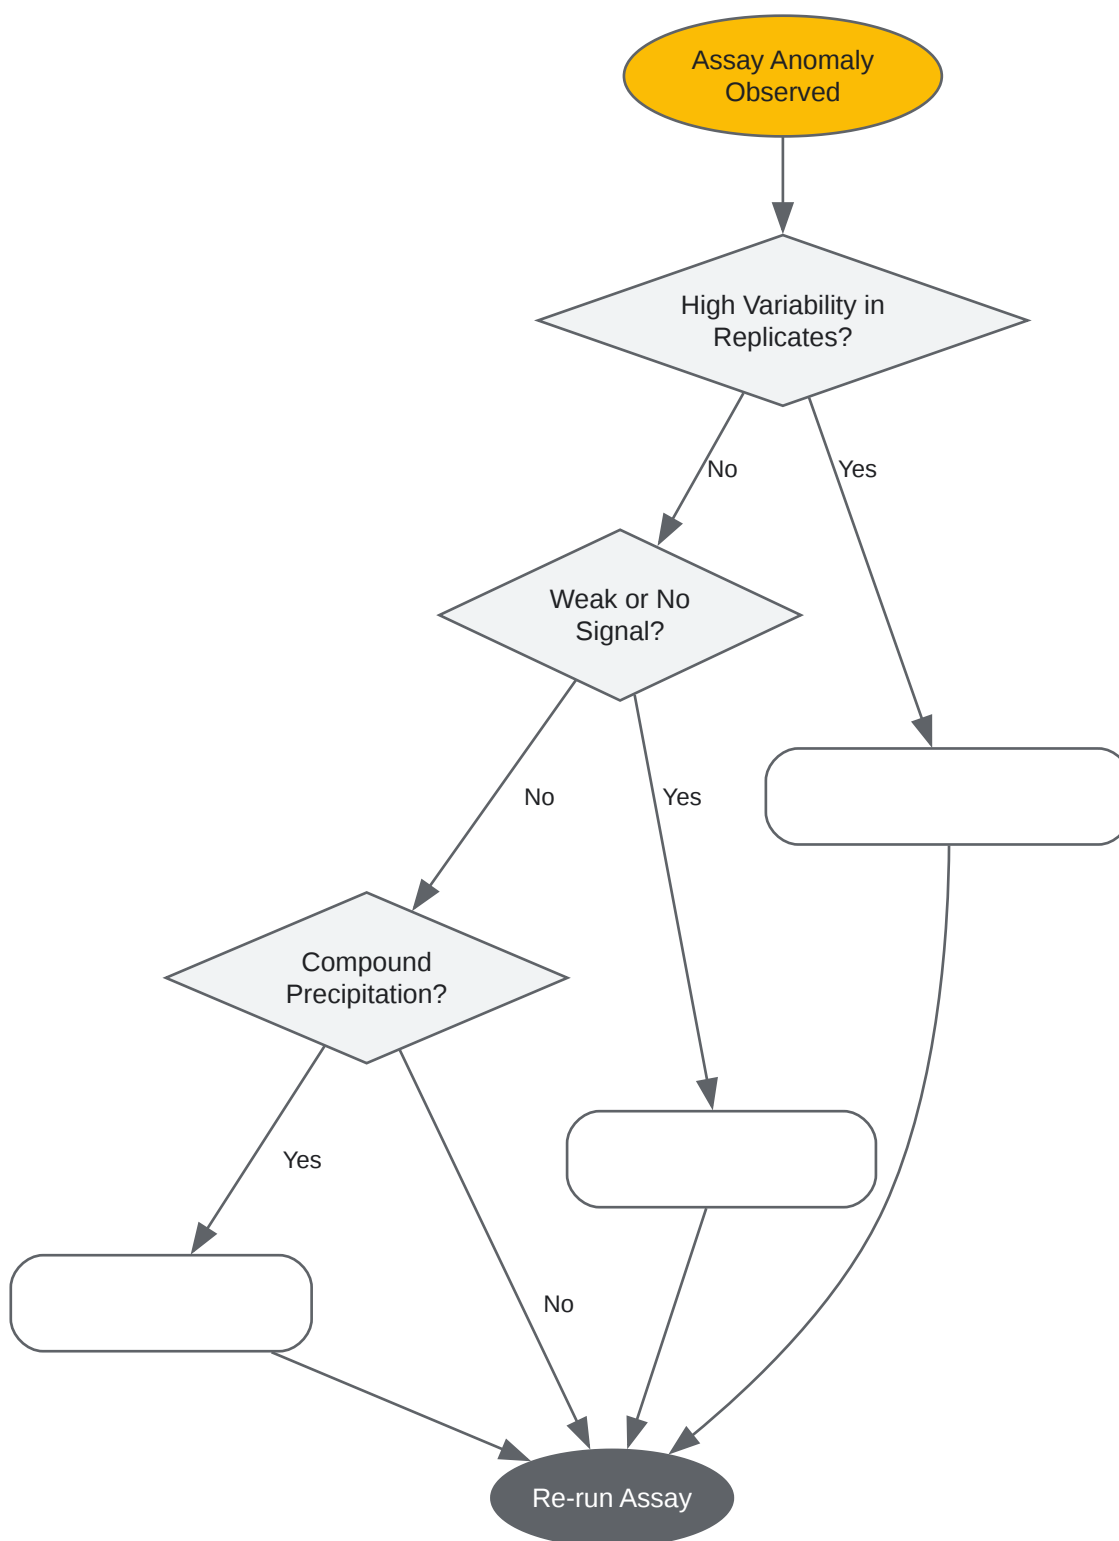 Assay Anomaly
Observed
High Variability in
Replicates?
No
Yes
Weak or No
Signal?
No
Yes
Compound
Precipitation?
Yes
No
Re-run Assay